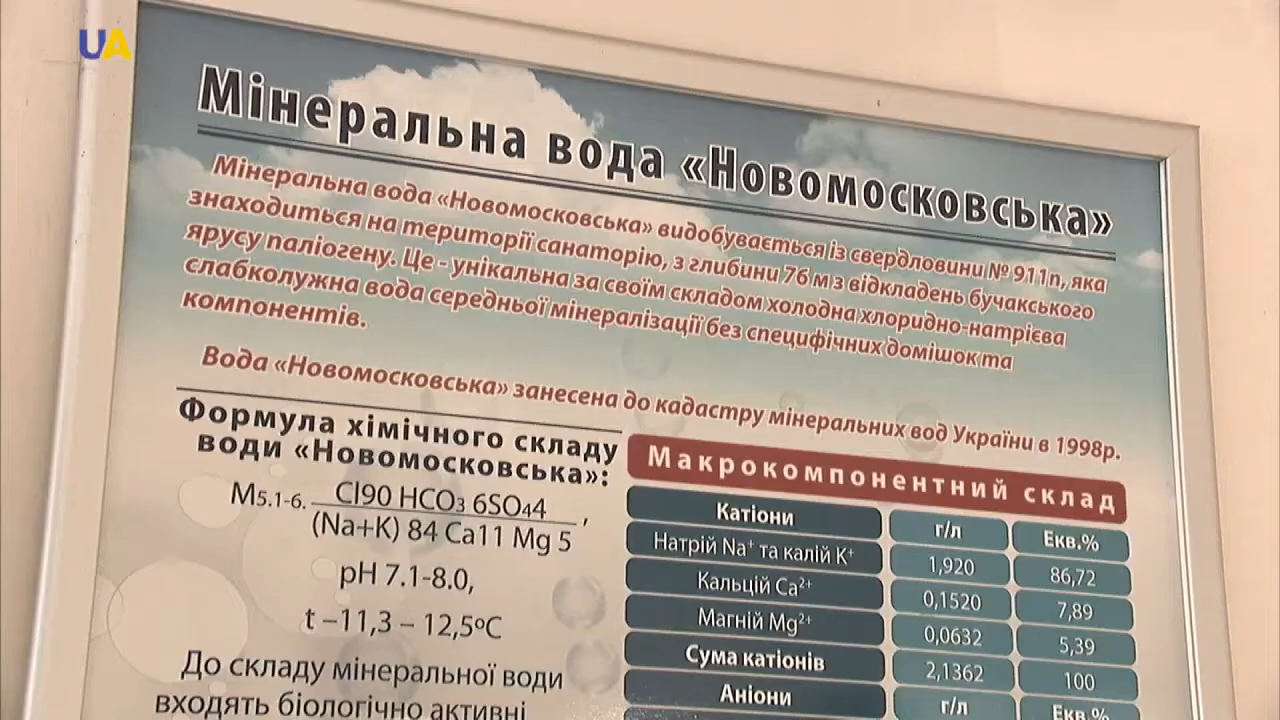 UA
Мінеральна вода «Новомосковська»
Мінеральна вода «Новомосковська» видобувається із свердловини № 911п, яка
знаходиться на території санаторію, з глибини 76 м з відкладень бучакського
ярусу паліогену. Це - унікальна за своїм складом холодна хлоридно-натрієва
слабколужна вода середньої мінералізації без специфічних домішок та
компонентів.
Вода «Новомосковська» занесена до кадастру мінеральних вод України в 1998р.
Формула хімічного складу
води «Новомосковська»:
М5.1-6. Cl90 HCO3 6SO44 ,
(Na+K) 84 Ca11 Mg 5
pH 7.1-8.0,
t –11,3 – 12,5ºC
До складу мінеральної води
входять біологічно активні
Макрокомпонентний склад
Катіони г/л Екв.%
Натрій Na⁺ та калій K⁺ 1,920 86,72
Кальцій Ca²⁺ 0,1520 7,89
Магній Mg²⁺ 0,0632 5,39
Сума катіонів 2,1362 100
Аніони г/л Екв.%